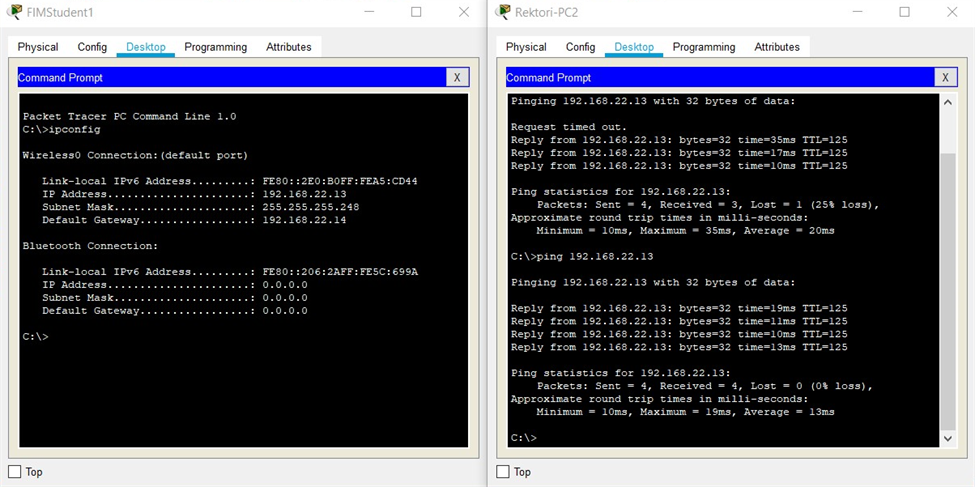 FIMStudent1
Physical Config Desktop Programming Attributes
Command Prompt X
Packet Tracer PC Command Line 1.0
C:\>ipconfig
Wireless0 Connection:(default port)
Link-local IPv6 Address.........: FE80::2E0:B0FF:FEA5:CD44
IP Address......................: 192.168.22.13
Subnet Mask.....................: 255.255.255.248
Default Gateway.................: 192.168.22.14
Bluetooth Connection:
Link-local IPv6 Address.........: FE80::206:2AFF:FE5C:699A
IP Address......................: 0.0.0.0
Subnet Mask.....................: 0.0.0.0
Default Gateway.................: 0.0.0.0
C:\>
Top
Rektori-PC2
Physical Config Desktop Programming Attributes
Command Prompt X
Pinging 192.168.22.13 with 32 bytes of data:
Request timed out.
Reply from 192.168.22.13: bytes=32 time=35ms TTL=125
Reply from 192.168.22.13: bytes=32 time=17ms TTL=125
Reply from 192.168.22.13: bytes=32 time=10ms TTL=125
Ping statistics for 192.168.22.13:
Packets: Sent = 4, Received = 3, Lost = 1 (25% loss),
Approximate round trip times in milli-seconds:
Minimum = 10ms, Maximum = 35ms, Average = 20ms
C:\>ping 192.168.22.13
Pinging 192.168.22.13 with 32 bytes of data:
Reply from 192.168.22.13: bytes=32 time=19ms TTL=125
Reply from 192.168.22.13: bytes=32 time=11ms TTL=125
Reply from 192.168.22.13: bytes=32 time=10ms TTL=125
Reply from 192.168.22.13: bytes=32 time=13ms TTL=125
Ping statistics for 192.168.22.13:
Packets: Sent = 4, Received = 4, Lost = 0 (0% loss),
Approximate round trip times in milli-seconds:
Minimum = 10ms, Maximum = 19ms, Average = 13ms
C:\>
Top